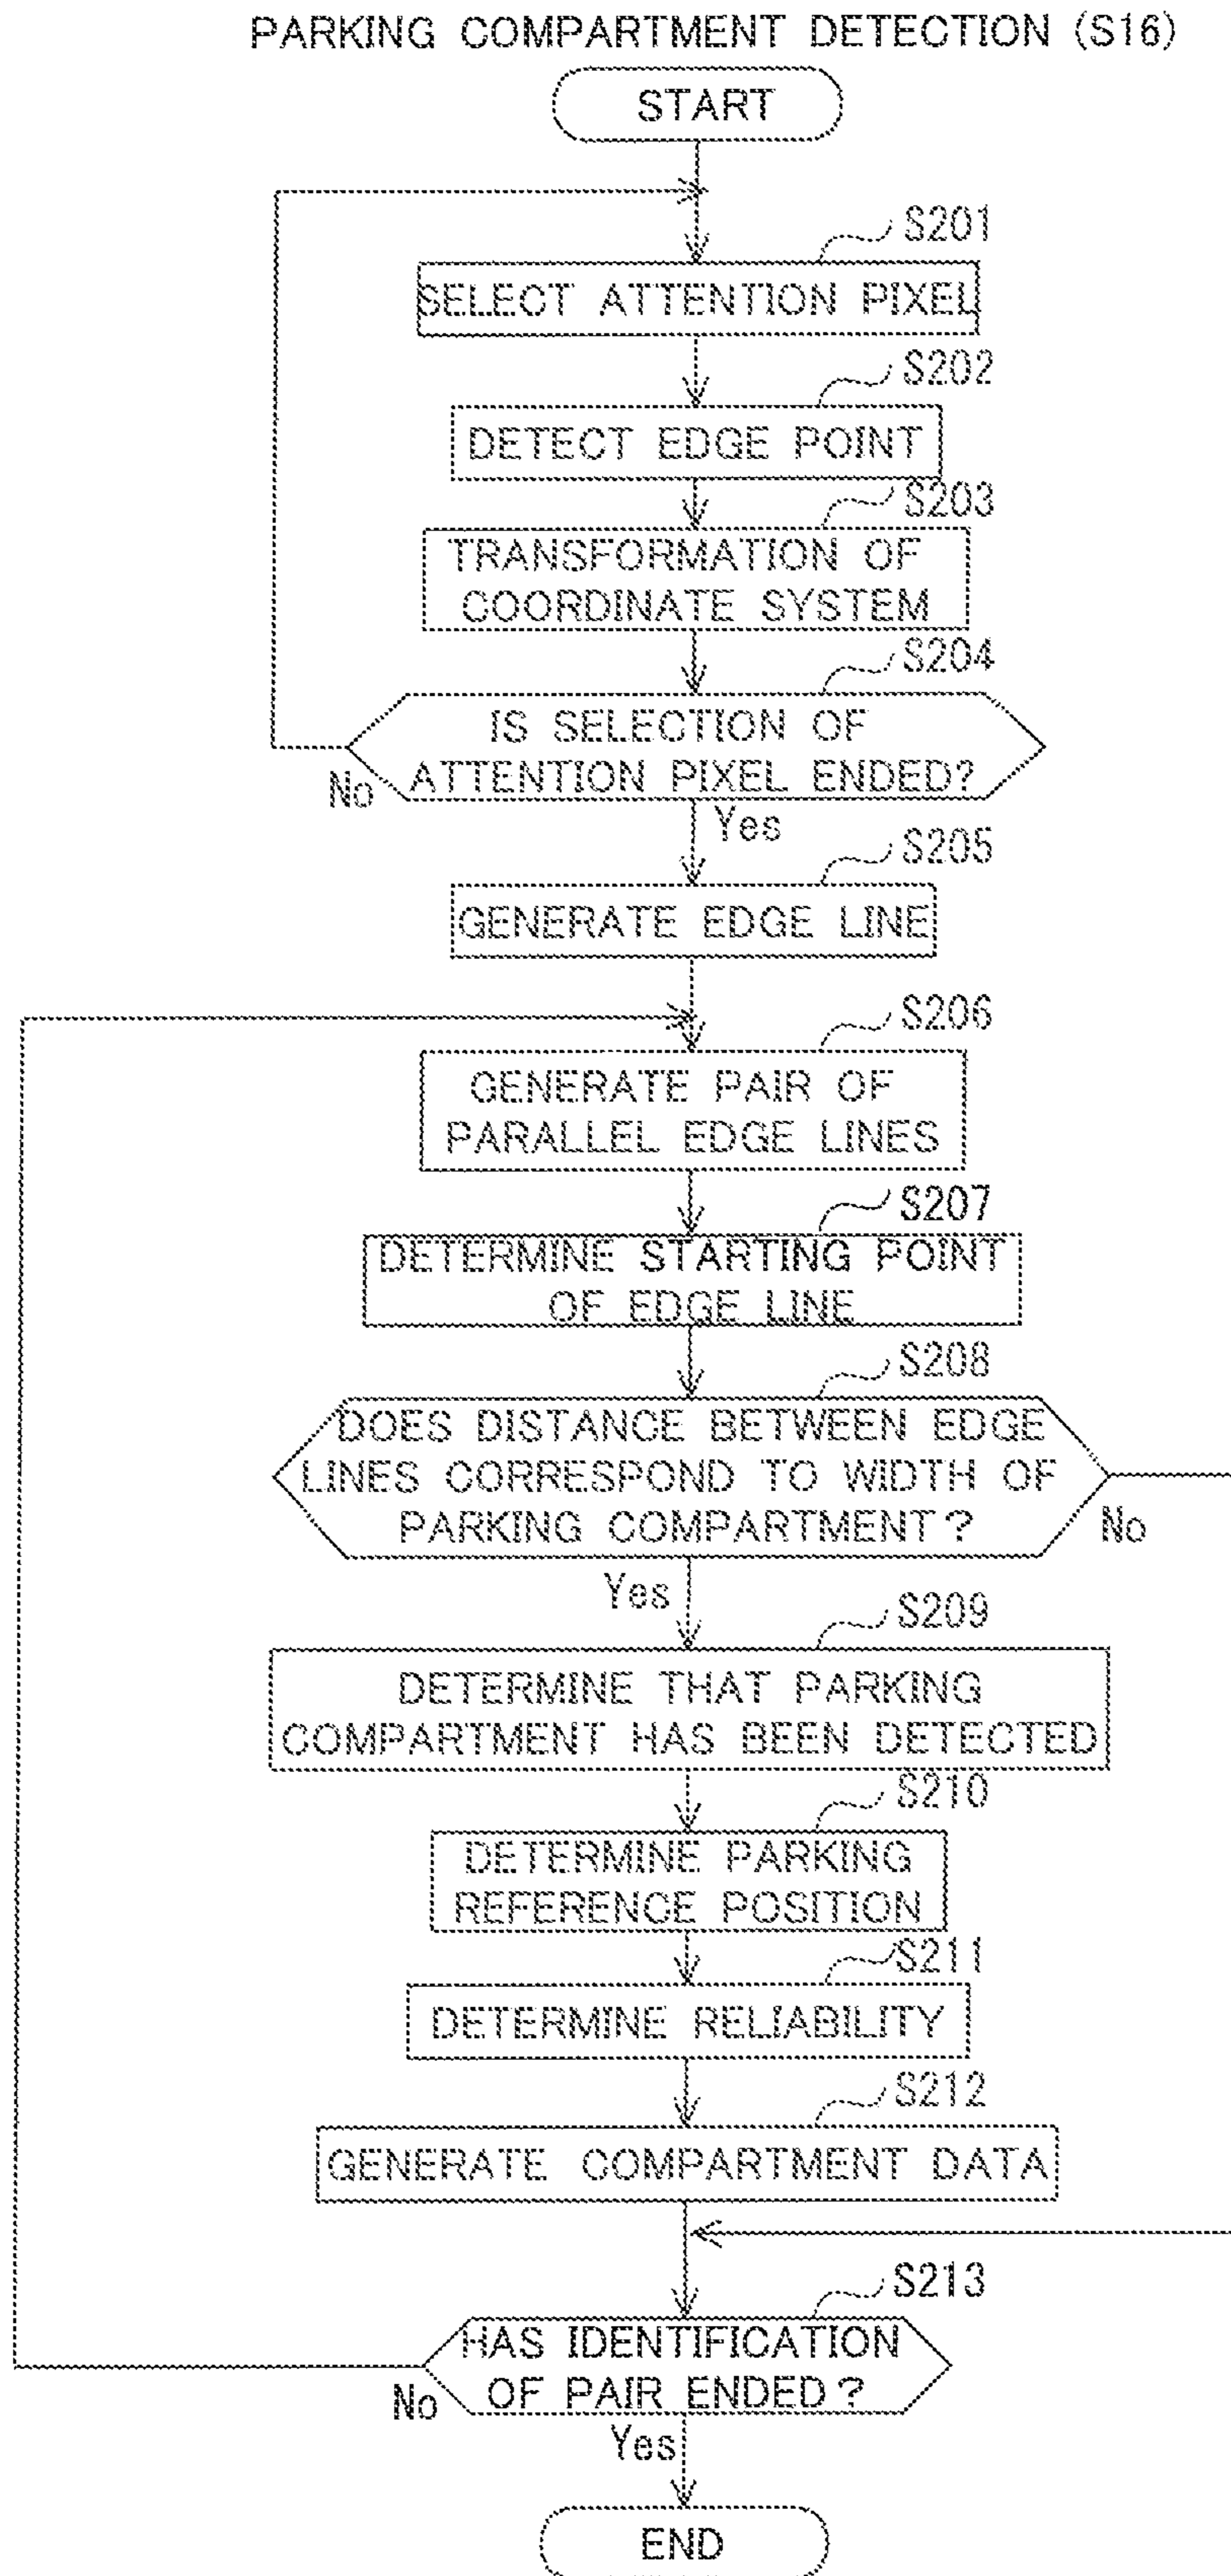 PARKING COMPARTMENT DETECTION (S16)
START
S201
SELECT ATTENTION PIXEL
S202
DETECT EDGE POINT
S203
TRANSFORMATION OF
COORDINATE SYSTEM
S204
IS SELECTION OF
ATTENTION PIXEL ENDED?
No
Yes
S205
GENERATE EDGE LINE
S206
GENERATE PAIR OF
PARALLEL EDGE LINES
S207
DETERMINE STARTING POINT
OF EDGE LINE
S208
DOES DISTANCE BETWEEN EDGE
LINES CORRESPOND TO WIDTH OF
PARKING COMPARTMENT?
No
Yes
S209
DETERMINE THAT PARKING
COMPARTMENT HAS BEEN DETECTED
S210
DETERMINE PARKING
REFERENCE POSITION
S211
DETERMINE RELIABILITY
S212
GENERATE COMPARTMENT DATA
S213
HAS IDENTIFICATION
OF PAIR ENDED?
No
Yes
END